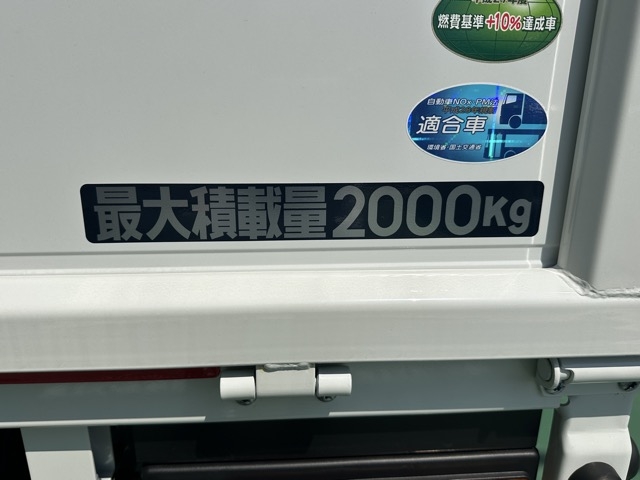 燃費基準+10%達成車
自動車NOx・PM法
適合車
環境省・国土交通省
最大積載量2000Kg